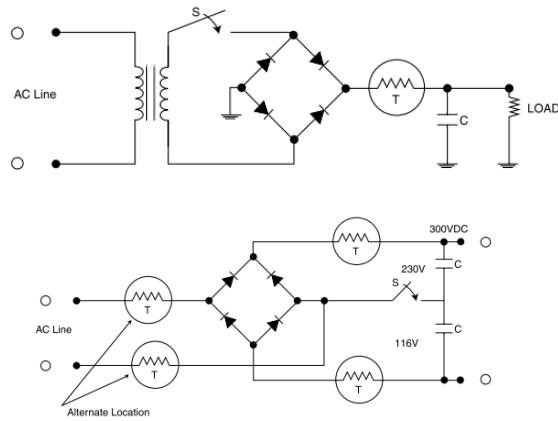 S
AC Line
T
C
LOAD
T
300VDC
230V
C
S
T
AC Line
116V
C
T
T
Alternate Location